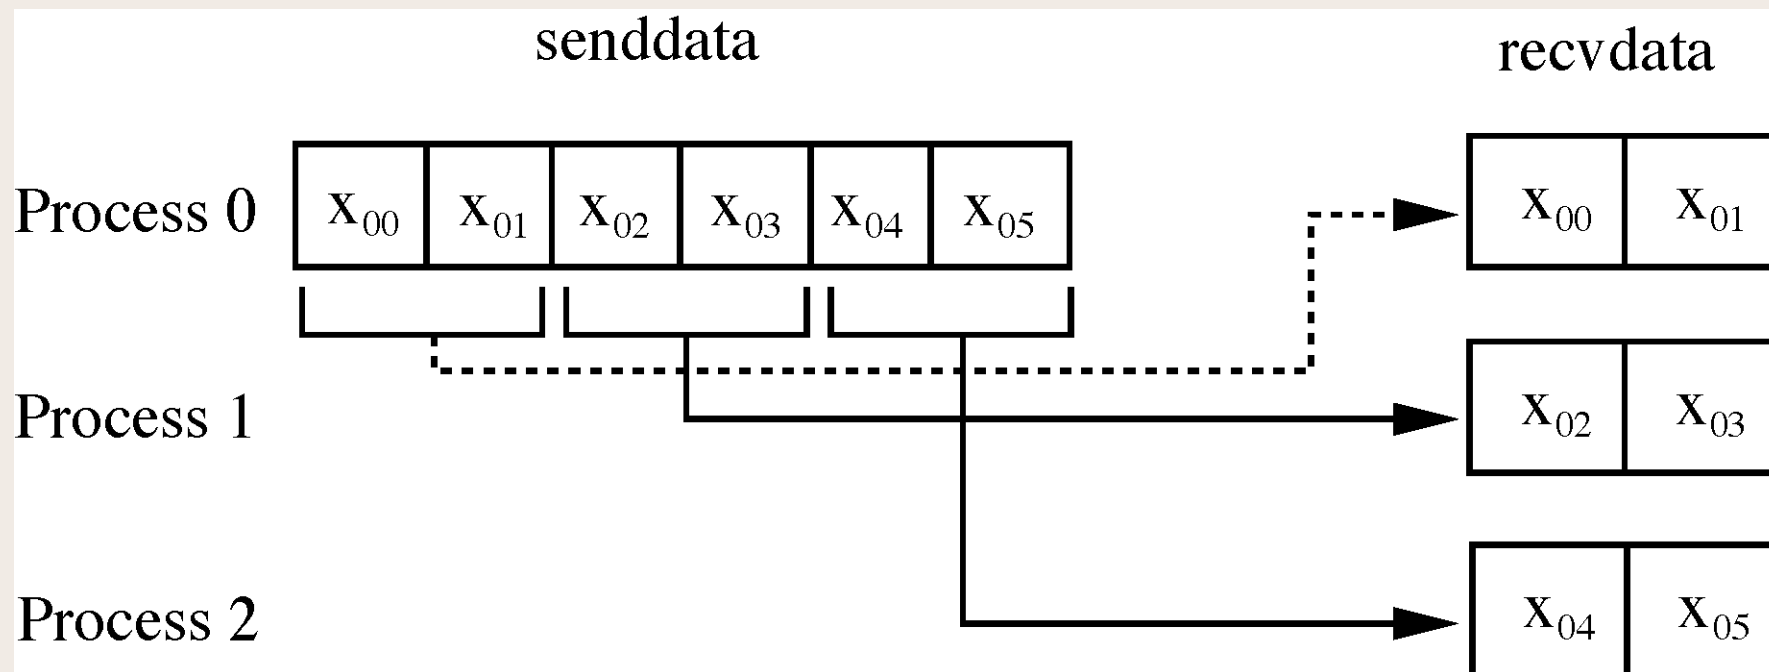 senddata recvdata
Process 0 x₀₀ x₀₁ x₀₂ x₀₃ x₀₄ x₀₅ x₀₀ x₀₁
Process 1 x₀₂ x₀₃
Process 2 x₀₄ x₀₅